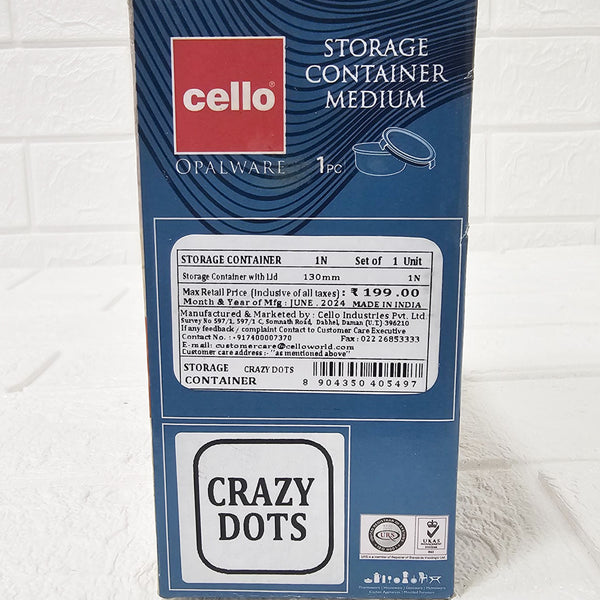 cello®
OPALWARE
STORAGE
CONTAINER
MEDIUM
1PC
STORAGE CONTAINER 1N Set of 1 Unit
Storage Container with Lid 130mm 1N
Max Retail Price (Inclusive of all taxes) : ₹ 199.00
Month & Year of Mfg : JUNE . 2024 MADE IN INDIA
Manufactured & Marketed by : Cello Industries Pvt. Ltd.
Survey No 597/1, 597/1 C, Somnath Road, Dabhel, Daman (U.T) 396210
If any feedback / complaint Contact to Customer Care Executive
Contact No. : +917400007370 Fax : 022 26853333
E-mail: customercare@celloworld.com
Customer care address :- "as mentioned above"
STORAGE CRAZY DOTS
CONTAINER 8 904350 405497
CRAZY
DOTS
URS
UKAS
MANAGEMENT
SYSTEMS